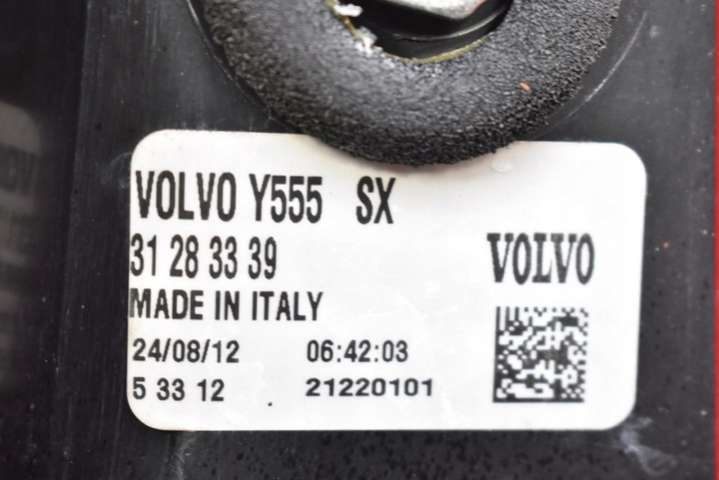 VOLVO Y555 SX
31 28 33 39
VOLVO
MADE IN ITALY
24/08/12 06:42:03
5 33 12 21220101